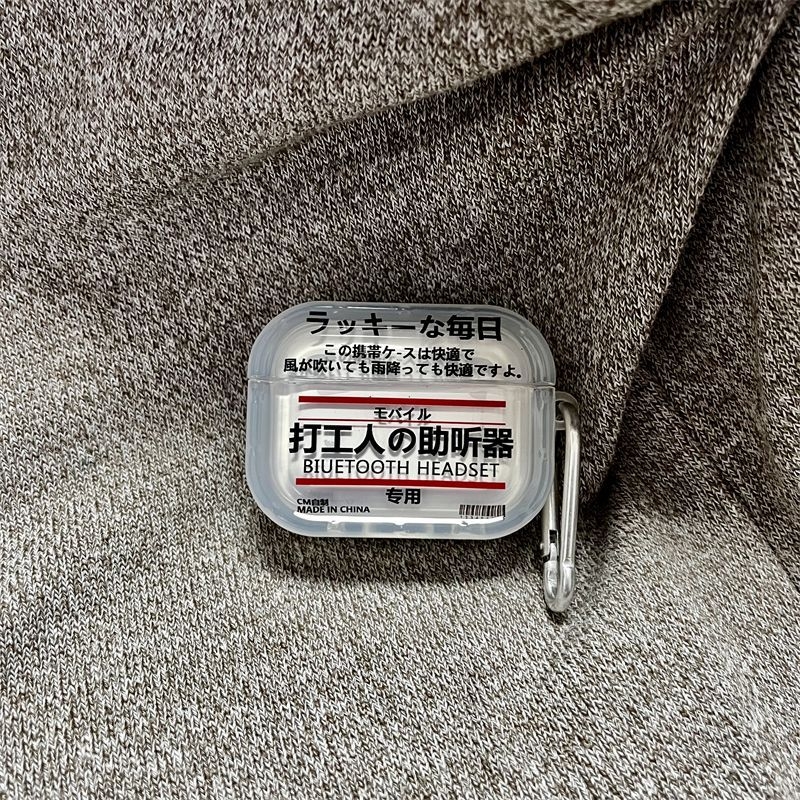 ラッキーな毎日
この携帯ケースは快適で
風が吹いても雨降っても快適ですよ。
モバイル
打工人の助听器
BIUETOOTH HEADSET
专用
CM自制
MADE IN CHINA